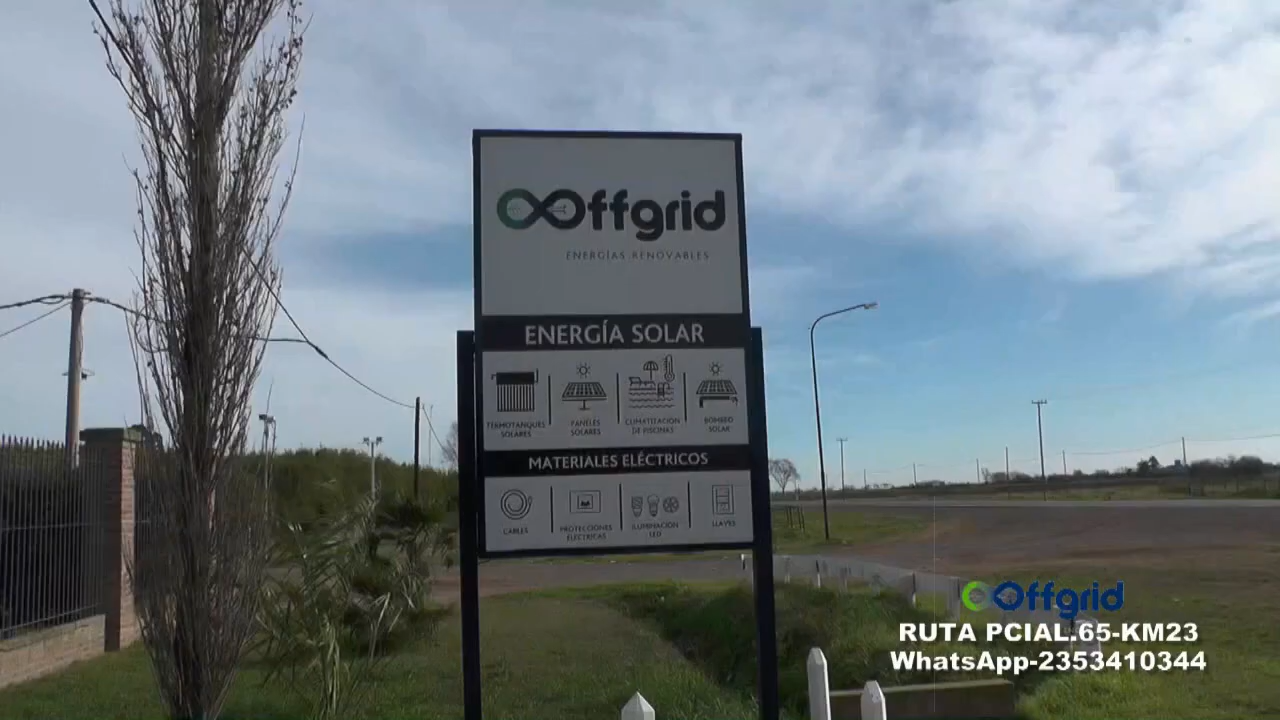 Offgrid
ENERGÍAS RENOVABLES
ENERGÍA SOLAR
TERMOTANQUES
SOLARES
PANELES
SOLARES
CLIMATIZACIÓN
DE PISCINAS
BOMBEO
SOLAR
MATERIALES ELÉCTRICOS
CABLES
PROTECCIONES
ELÉCTRICAS
ILUMINACIÓN
LED
LLAVES
Offgrid
RUTA PCIAL.65-KM23
WhatsApp-2353410344